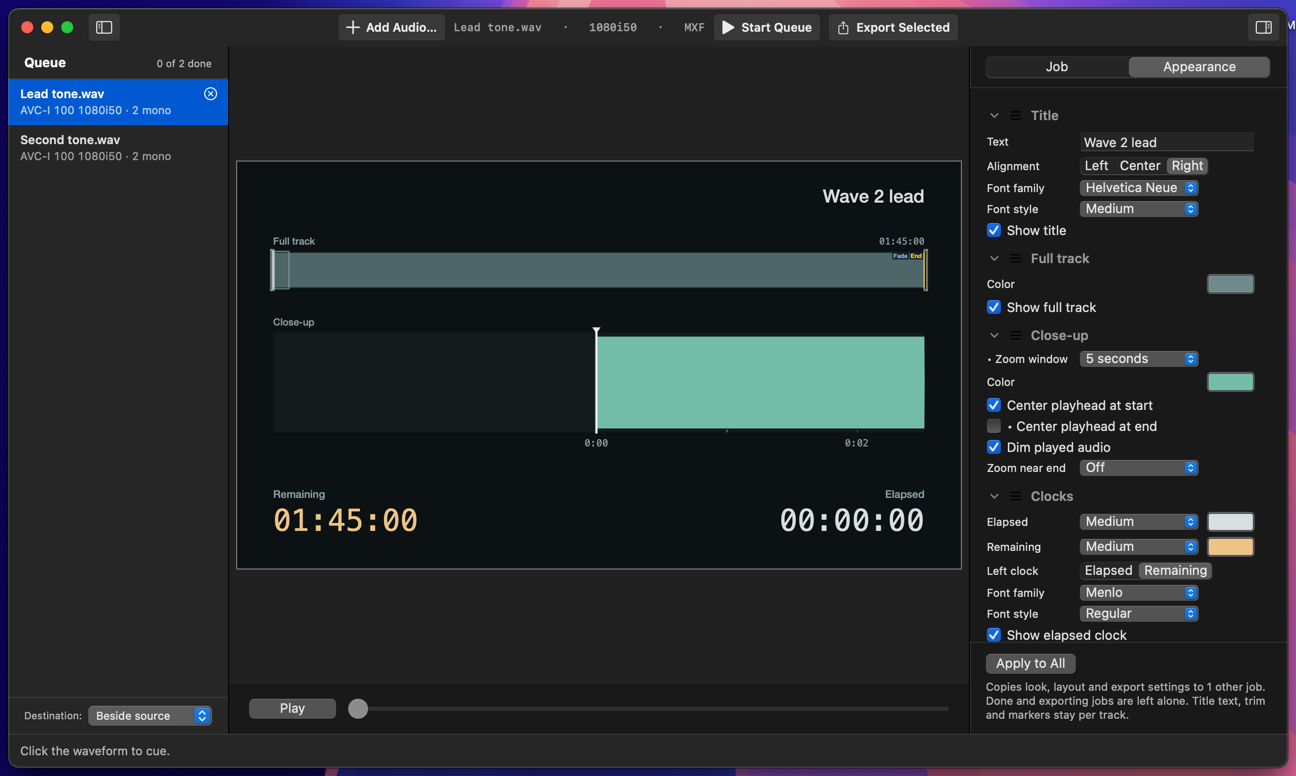 Add Audio...
Lead tone.wav · 1080i50 · MXF
Start Queue
Export Selected
M
Queue
0 of 2 done
Lead tone.wav
AVC-I 100 1080i50 · 2 mono
Second tone.wav
AVC-I 100 1080i50 · 2 mono
Destination: Beside source
Click the waveform to cue.
Wave 2 lead
Full track
01:45:00
Fade End
Close-up
0:00
0:02
Remaining
Elapsed
01:45:00
00:00:00
Play
Job
Appearance
Title
Text Wave 2 lead
Alignment Left Center Right
Font family Helvetica Neue
Font style Medium
Show title
Full track
Color
Show full track
Close-up
• Zoom window 5 seconds
Color
Center playhead at start
• Center playhead at end
Dim played audio
Zoom near end Off
Clocks
Elapsed Medium
Remaining Medium
Left clock Elapsed Remaining
Font family Menlo
Font style Regular
Show elapsed clock
Apply to All
Copies look, layout and export settings to 1 other job.
Done and exporting jobs are left alone. Title text, trim
and markers stay per track.